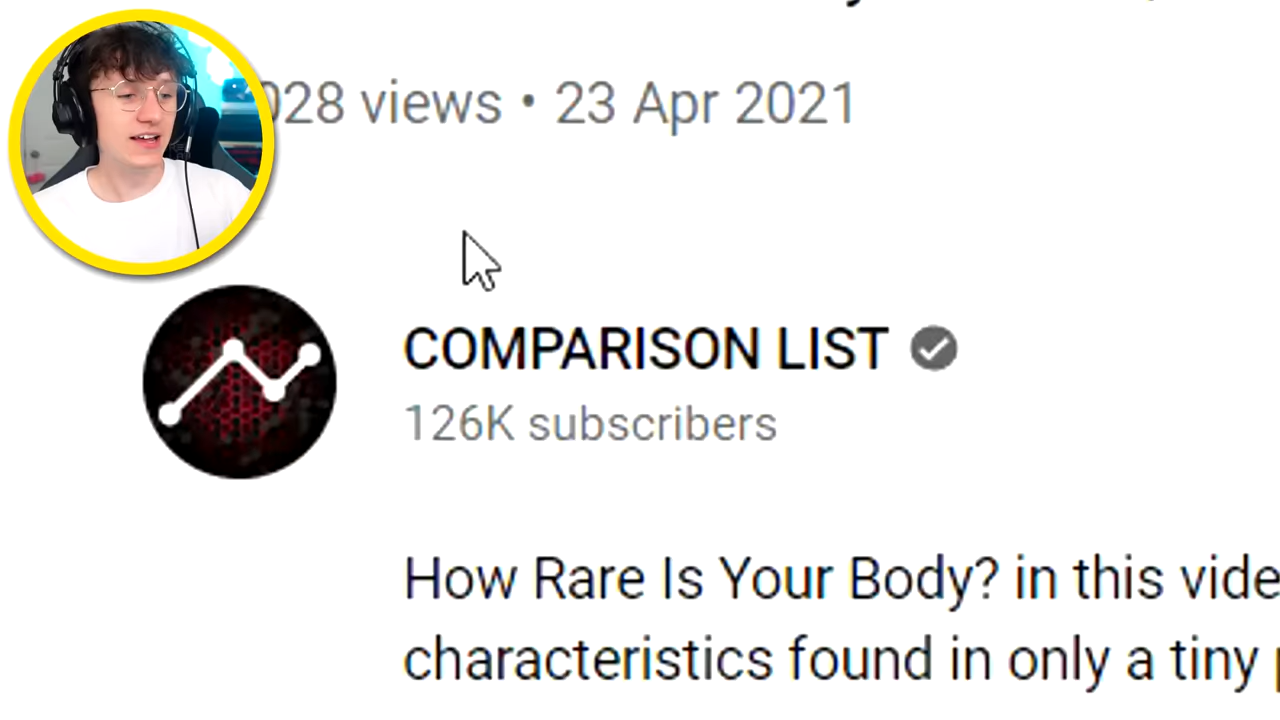 028 views • 23 Apr 2021
COMPARISON LIST
126K subscribers
How Rare Is Your Body? in this vide
characteristics found in only a tiny